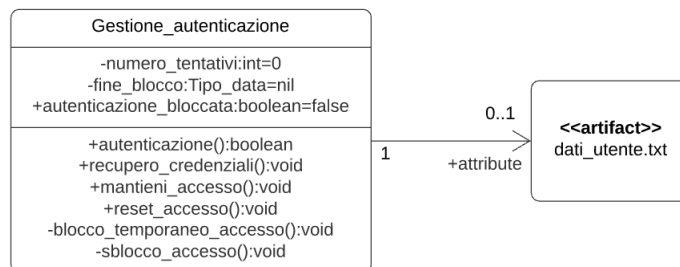 Gestione_autenticazione
-numero_tentativi:int=0
-fine_blocco:Tipo_data=nil
+autenticazione_bloccata:boolean=false
+autenticazione():boolean
+recupero_credenziali():void
+mantieni_accesso():void
+reset_accesso():void
-blocco_temporaneo_accesso():void
-sblocco_accesso():void
1
0..1
+attribute
<<artifact>>
dati_utente.txt